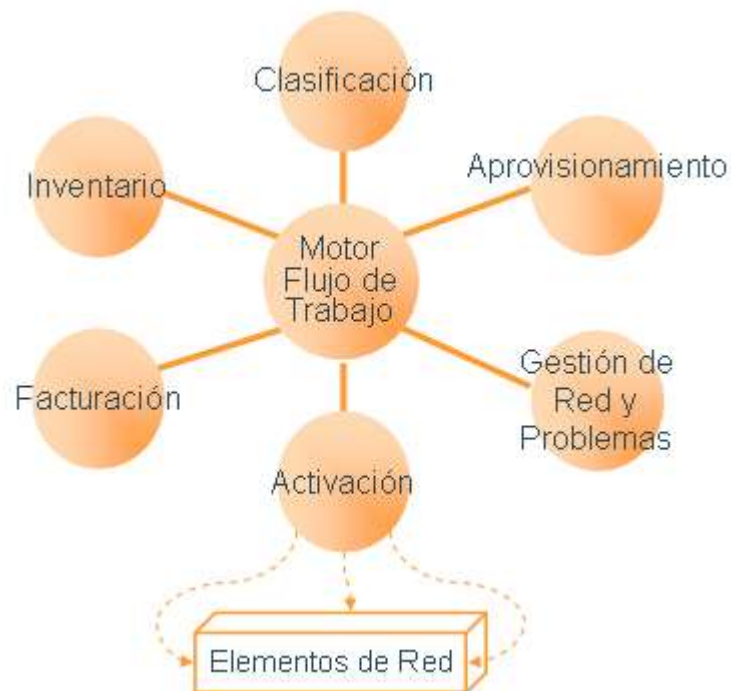 Clasificación
Inventario
Aprovisionamiento
Motor
Flujo de
Trabajo
Facturación
Gestión de
Red y
Problemas
Activación
Elementos de Red